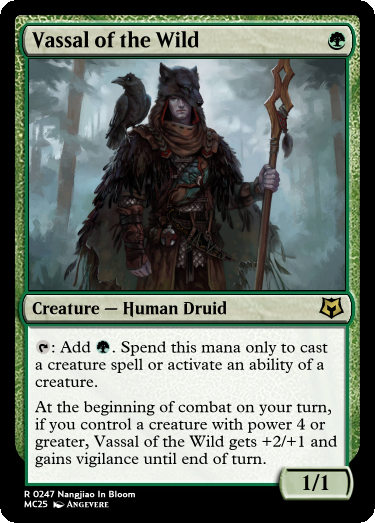 Vassal of the Wild
Creature — Human Druid
: Add . Spend this mana only to cast
a creature spell or activate an ability of a
creature.
At the beginning of combat on your turn,
if you control a creature with power 4 or
greater, Vassal of the Wild gets +2/+1 and
gains vigilance until end of turn.
1/1
R 0247 Nangjiao In Bloom
MC25 ANGEVERE